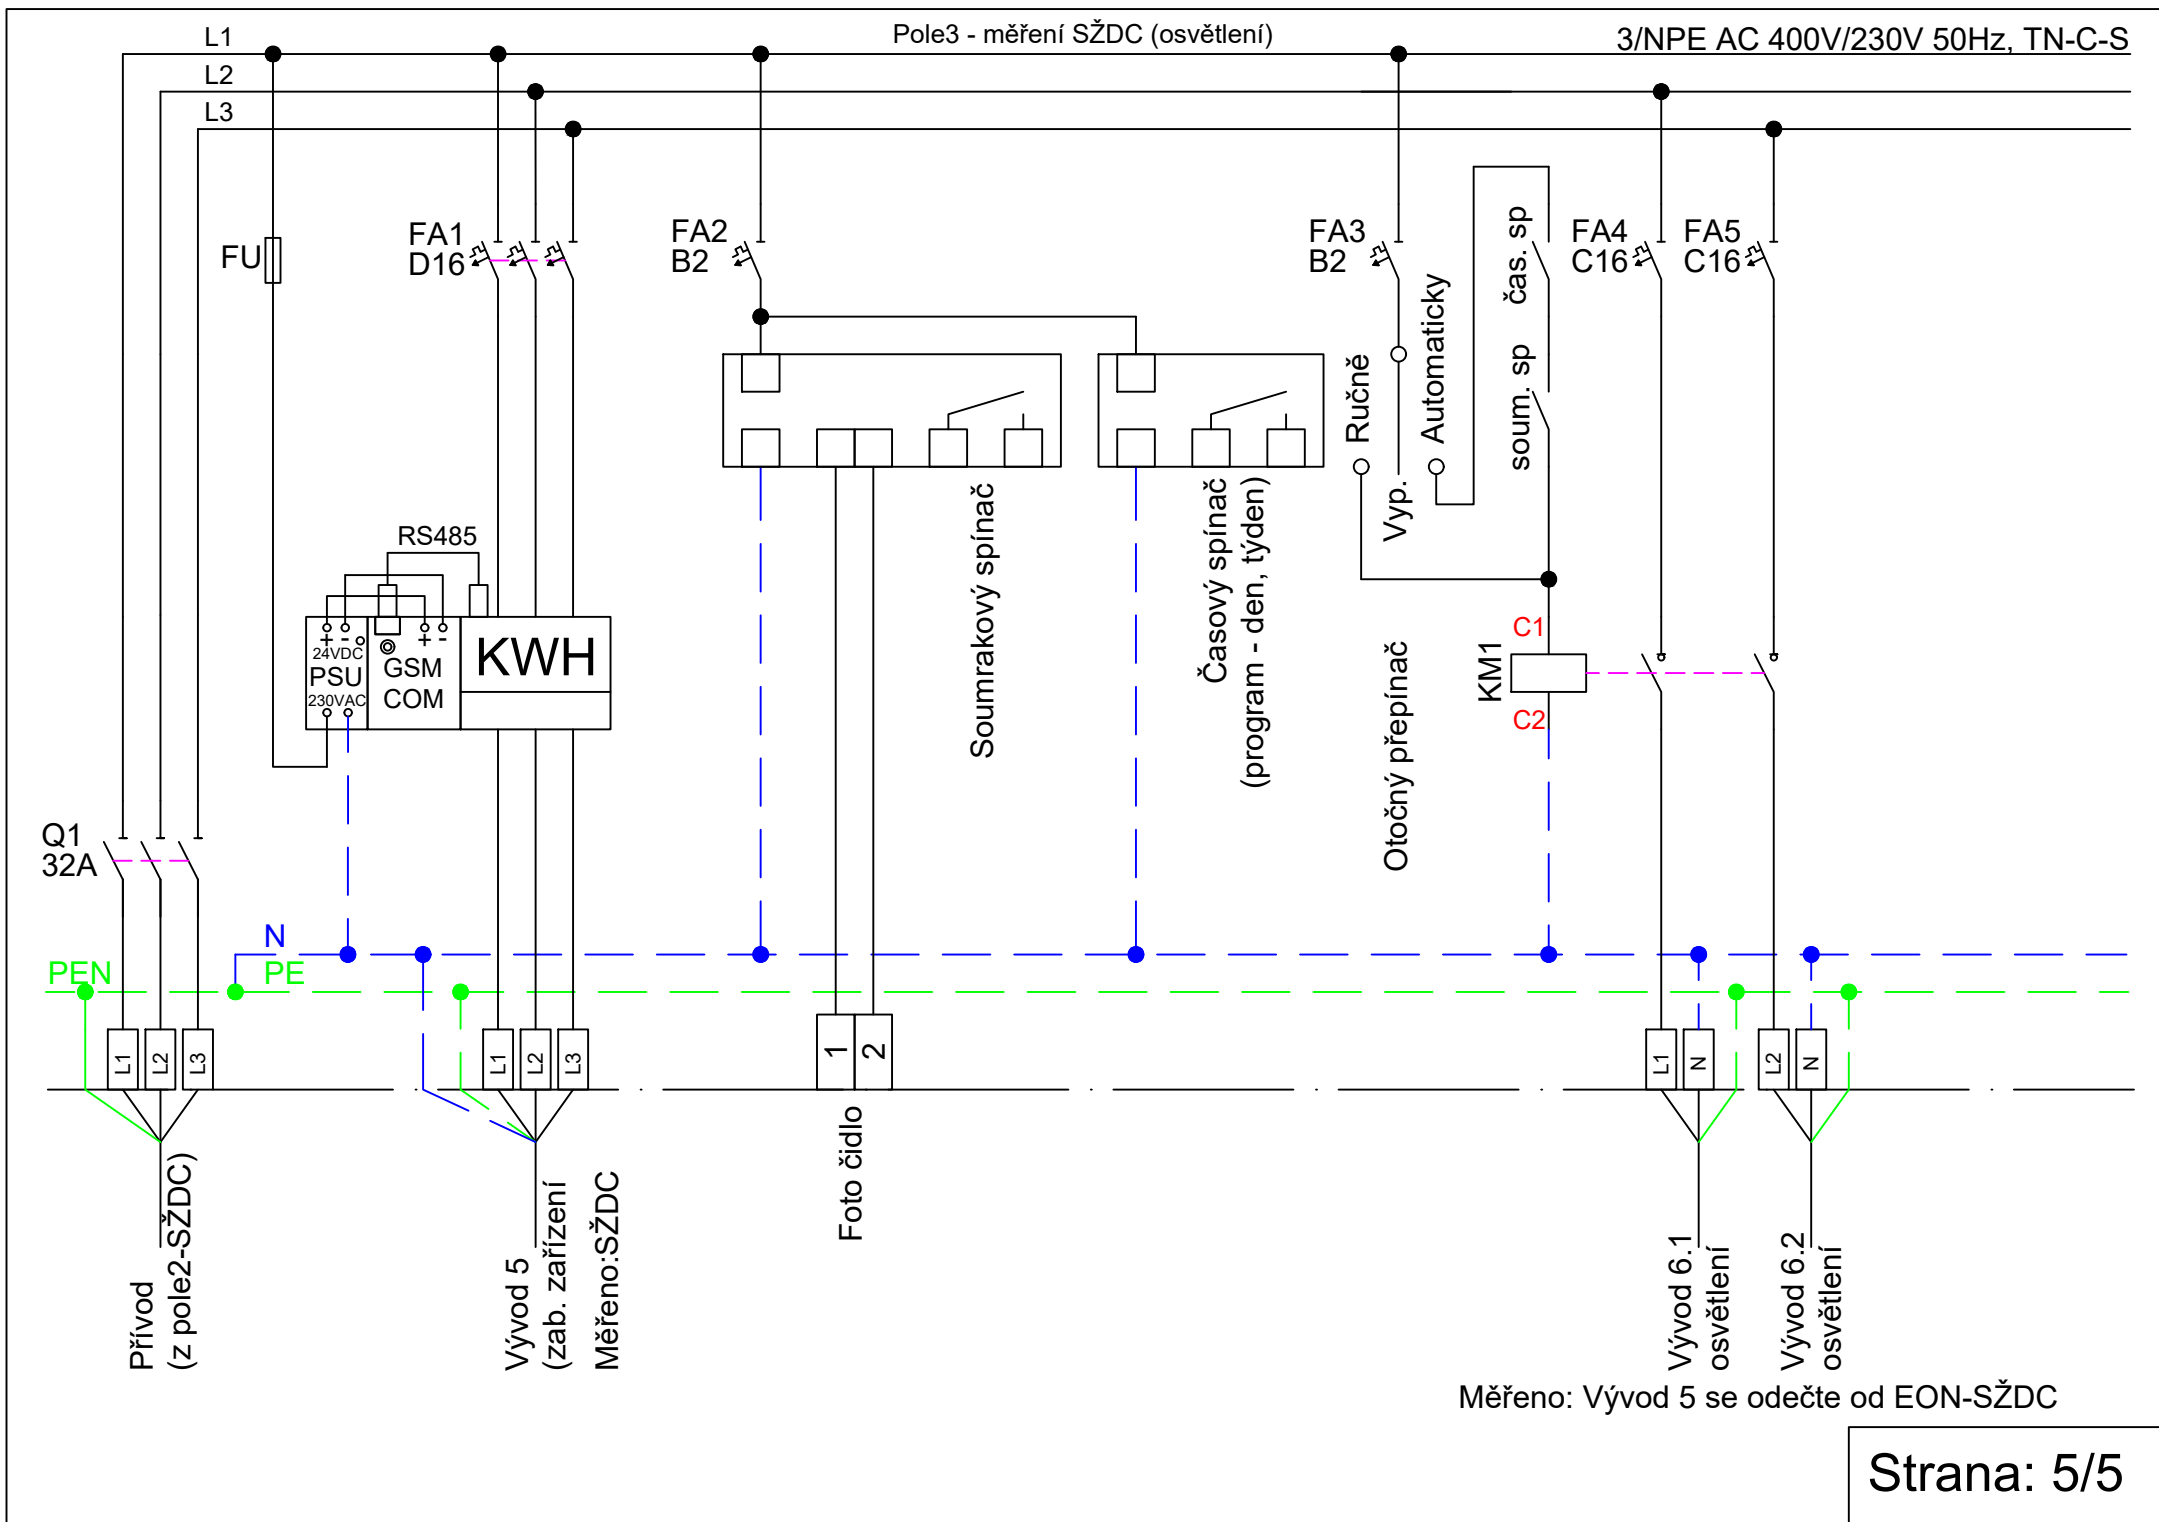 Pole3 - měření SŽDC (osvětlení)
3/NPE AC 400V/230V 50Hz, TN-C-S
L1
L2
L3
FU
FA1
D16
FA2
B2
FA3
B2
čas. sp
FA4
C16
FA5
C16
Ručně
Automaticky
soum. sp
Vyp.
RS485
+ -
24VDC
PSU
230VAC
+ -
GSM
COM
KWH
Soumrakový spínač
Časový spínač
(program - den, týden)
Otočný přepínač
C1
KM1
C2
Q1
32A
N
PEN
PE
L1
L2
L3
L1
L2
L3
1
2
L1
N
L2
N
Přívod
(z pole2-SŽDC)
Vývod 5
(zab. zařízení
Měřeno:SŽDC
Foto čidlo
Vývod 6.1
osvětlení
Vývod 6.2
osvětlení
Měřeno: Vývod 5 se odečte od EON-SŽDC
Strana: 5/5